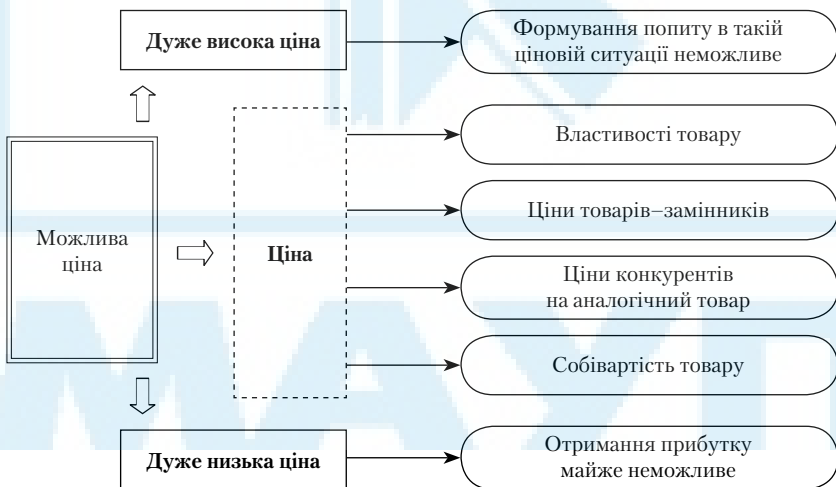 Дуже висока ціна
Формування попиту в такій
ціновій ситуації неможливе
Властивості товару
Ціни товарів–замінників
Можлива
ціна
Ціна
Ціни конкурентів
на аналогічний товар
Собівартість товару
Дуже низька ціна
Отримання прибутку
майже неможливе
МАУП